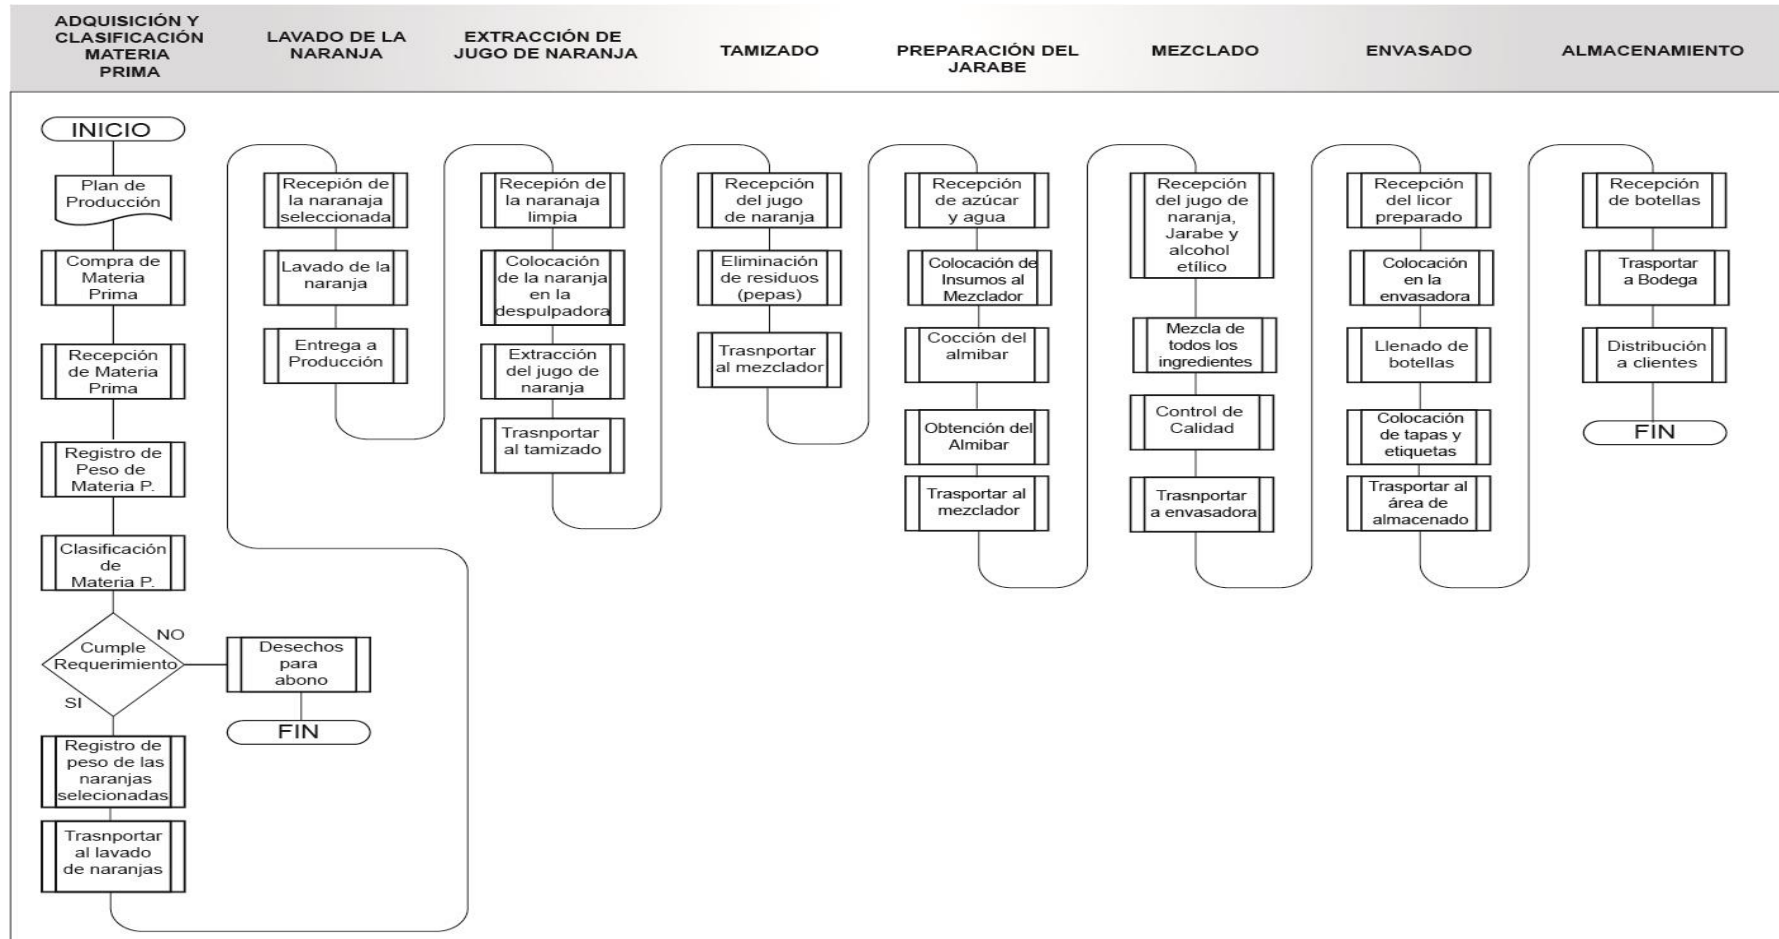 ADQUISICIÓN Y
CLASIFICACIÓN
MATERIA
PRIMA
LAVADO DE LA
NARANJA
EXTRACCIÓN DE
JUGO DE NARANJA
TAMIZADO
PREPARACIÓN DEL
JARABE
MEZCLADO
ENVASADO
ALMACENAMIENTO
INICIO
Plan de
Producción
Compra de
Materia
Prima
Recepción
de Materia
Prima
Registro de
Peso de
Materia P.
Clasificación
de
Materia P.
Cumple
Requerimiento
NO
SI
Desechos
para
abono
FIN
Registro de
peso de las
naranjas
selecionadas
Trasnportar
al lavado
de naranjas
Recepión de
la naranaja
seleccionada
Lavado de la
naranja
Entrega a
Producción
Recepión de
la naranaja
limpia
Colocación
de la naranja
en la
despulpadora
Extracción
del jugo de
naranja
Trasnportar
al tamizado
Recepción
del jugo
de naranja
Eliminación
de residuos
(pepas)
Trasnportar
al mezclador
Recepción
de azúcar
y agua
Colocación de
Insumos al
Mezclador
Cocción del
almibar
Obtención del
Almibar
Trasportar al
mezclador
Recepción
del jugo de
naranja,
Jarabe y
alcohol
etílico
Mezcla de
todos los
ingredientes
Control de
Calidad
Trasnportar
a envasadora
Recepción
del licor
preparado
Colocación
en la
envasadora
Llenado de
botellas
Colocación
de tapas y
etiquetas
Trasportar al
área de
almacenado
Recepción
de botellas
Trasportar
a Bodega
Distribución
a clientes
FIN